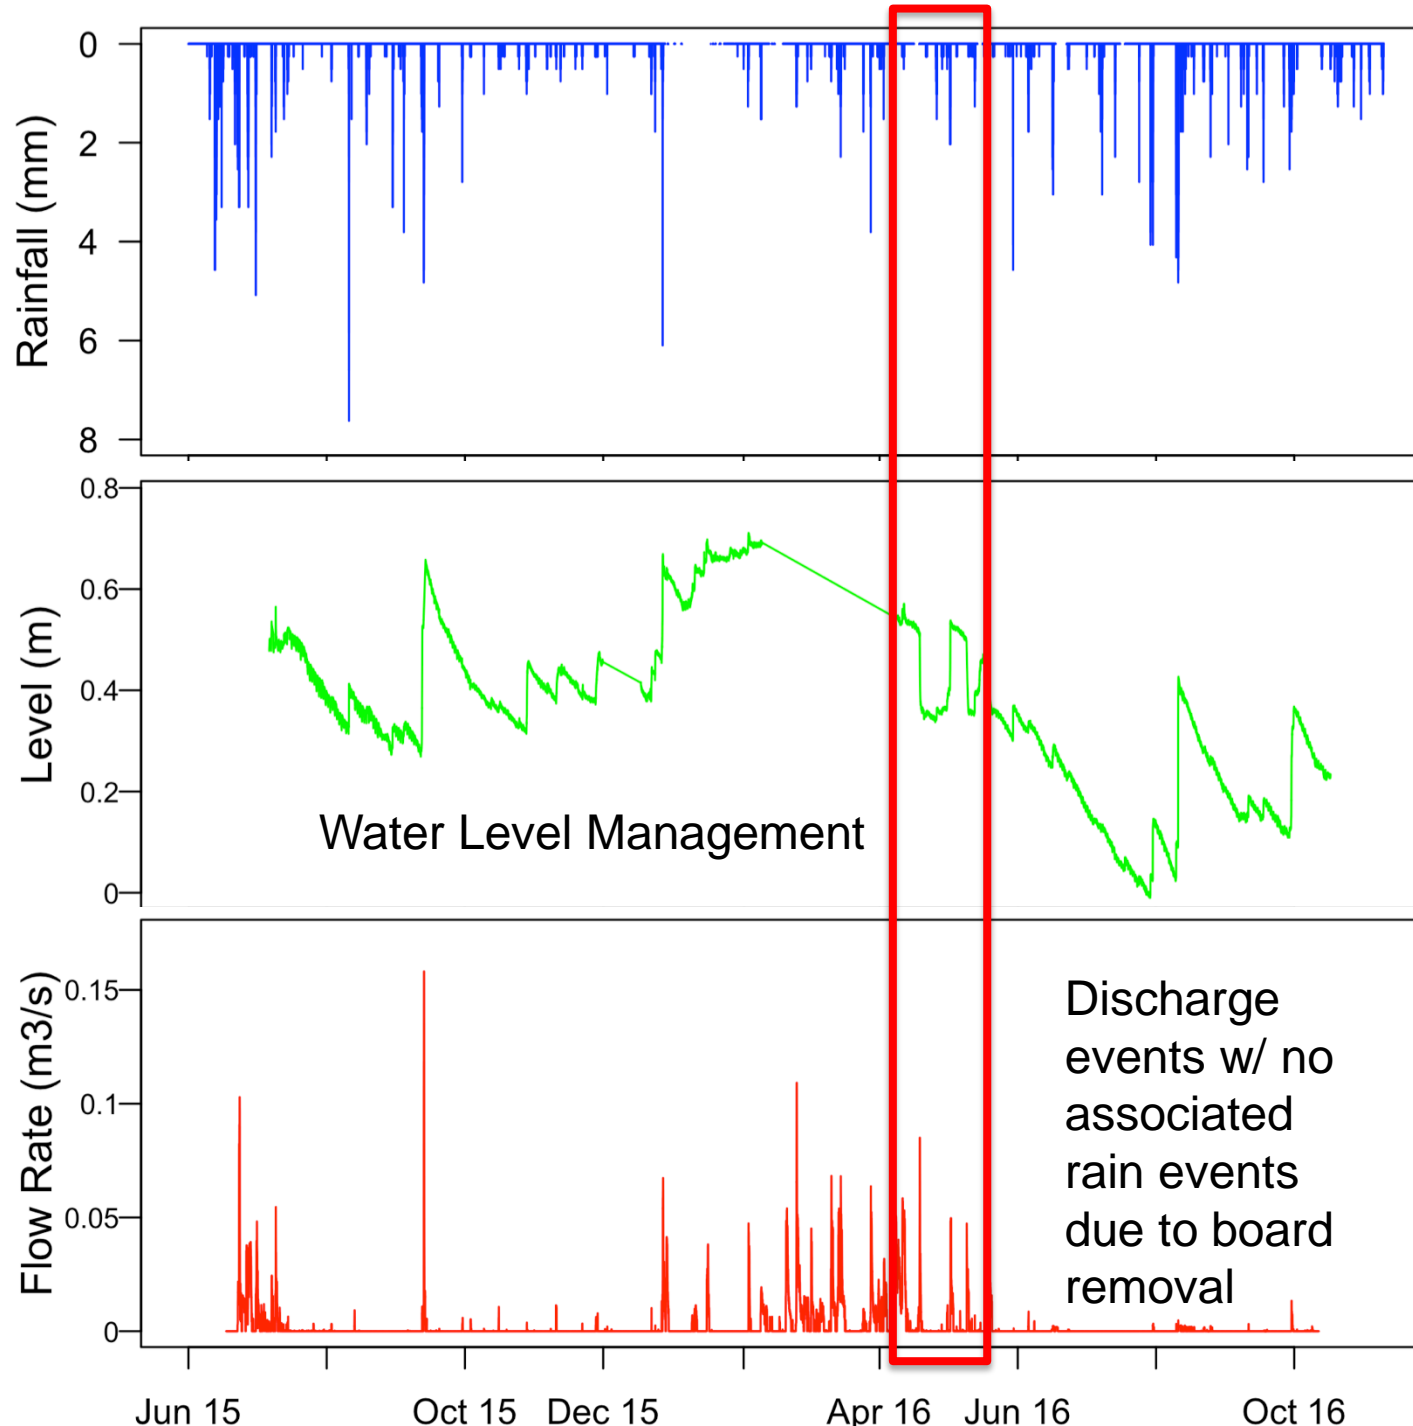 Rainfall (mm)
0
2
4
6
8
Level (m)
0.8
0.6
0.4
0.2
0
Water Level Management
Flow Rate (m3/s)
0.15
0.1
0.05
0
Discharge
events w/ no
associated
rain events
due to board
removal
Jun 15 Oct 15 Dec 15 Apr 16 Jun 16 Oct 16